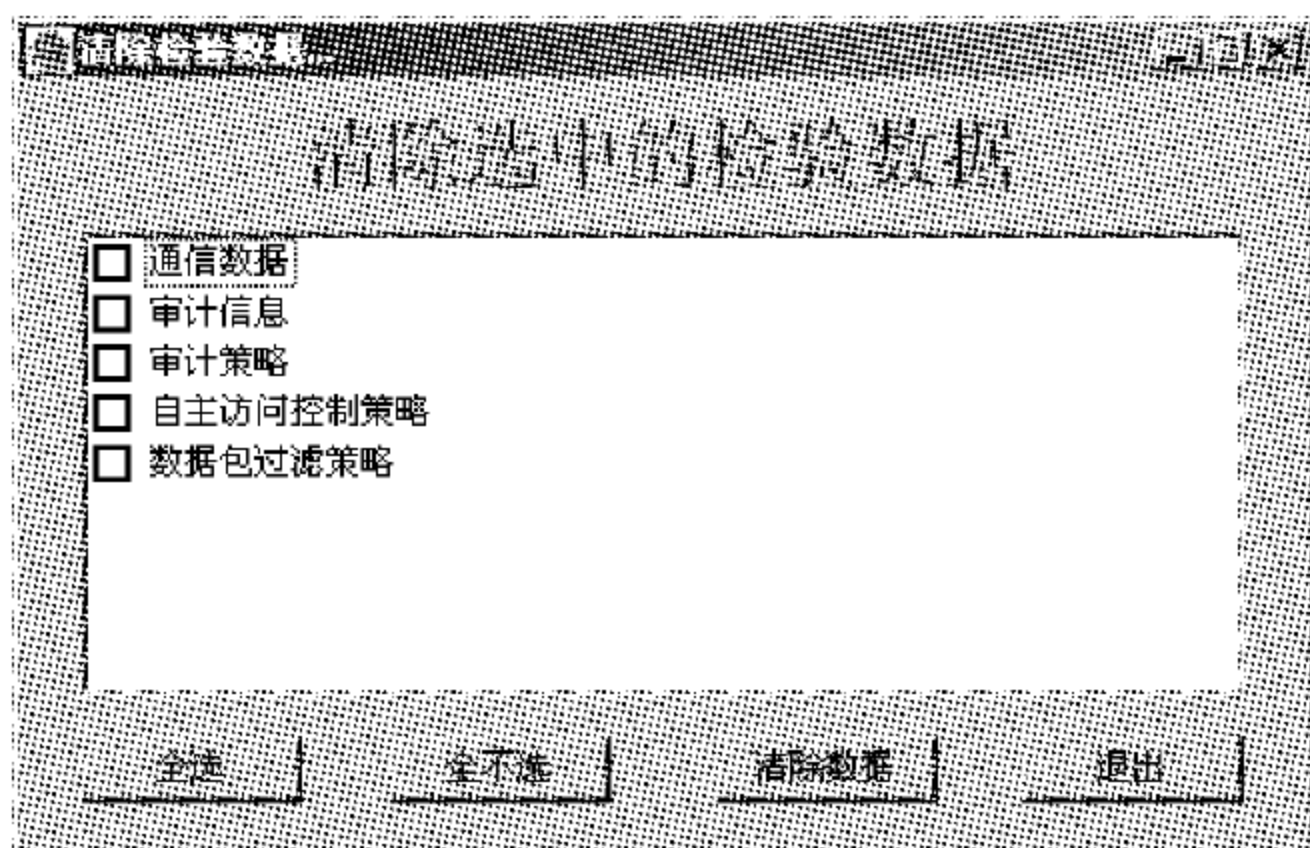 清除检验数据
清除选中的检验数据
通信数据
审计信息
审计策略
自主访问控制策略
数据包过滤策略
全选 全不选 清除数据 退出